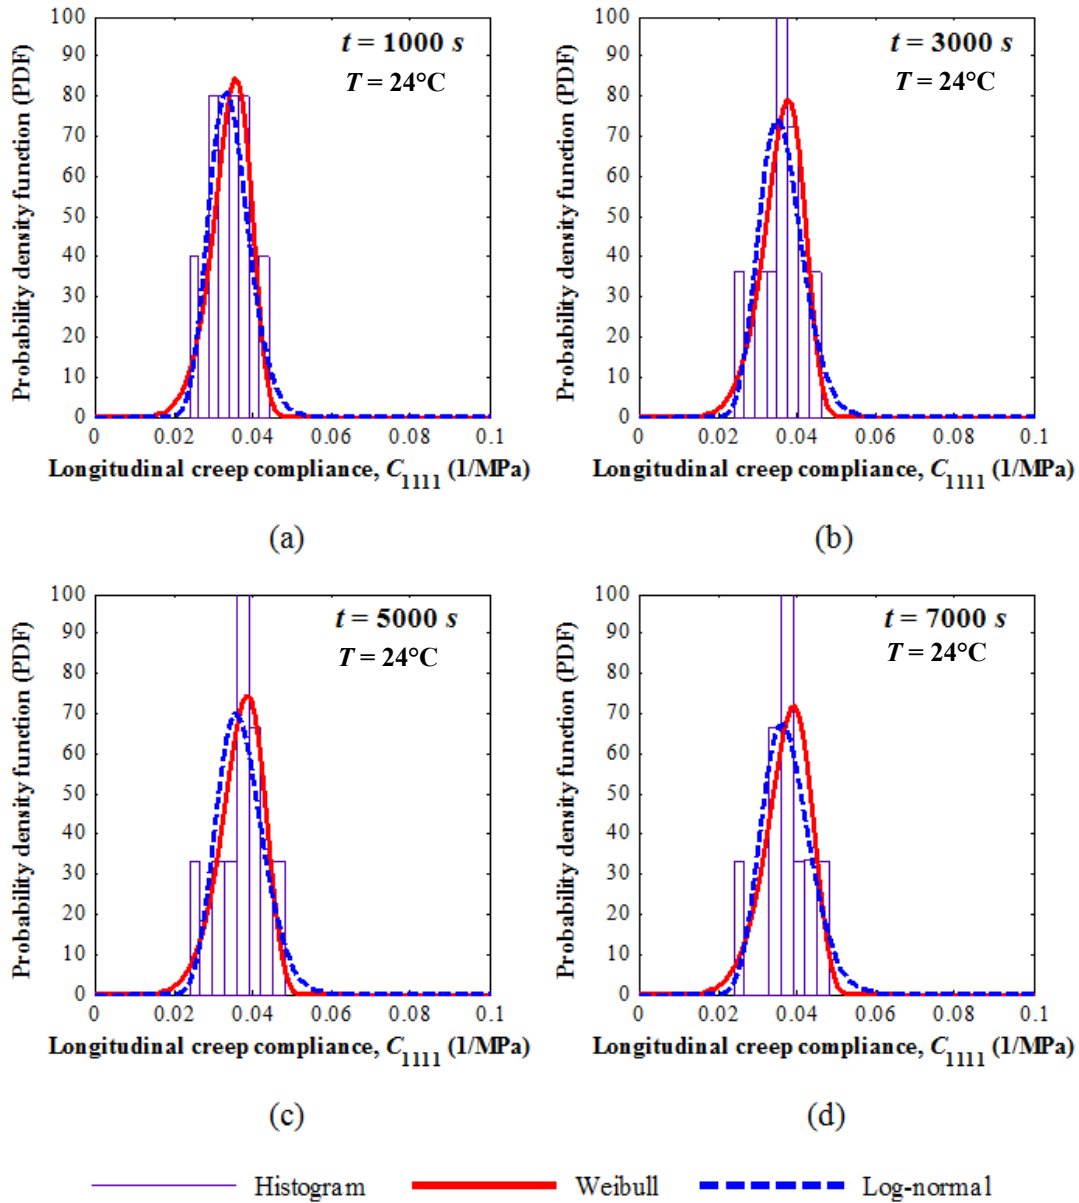 Probability density function (PDF)
100
90
80
70
60
50
40
30
20
10
0
t = 1000 s
T = 24°C
0 0.02 0.04 0.06 0.08 0.1
Longitudinal creep compliance, C1111 (1/MPa)
(a)
Probability density function (PDF)
100
90
80
70
60
50
40
30
20
10
0
t = 3000 s
T = 24°C
0 0.02 0.04 0.06 0.08 0.1
Longitudinal creep compliance, C1111 (1/MPa)
(b)
Probability density function (PDF)
100
90
80
70
60
50
40
30
20
10
0
t = 5000 s
T = 24°C
0 0.02 0.04 0.06 0.08 0.1
Longitudinal creep compliance, C1111 (1/MPa)
(c)
Probability density function (PDF)
100
90
80
70
60
50
40
30
20
10
0
t = 7000 s
T = 24°C
0 0.02 0.04 0.06 0.08 0.1
Longitudinal creep compliance, C1111 (1/MPa)
(d)
Histogram Weibull Log-normal